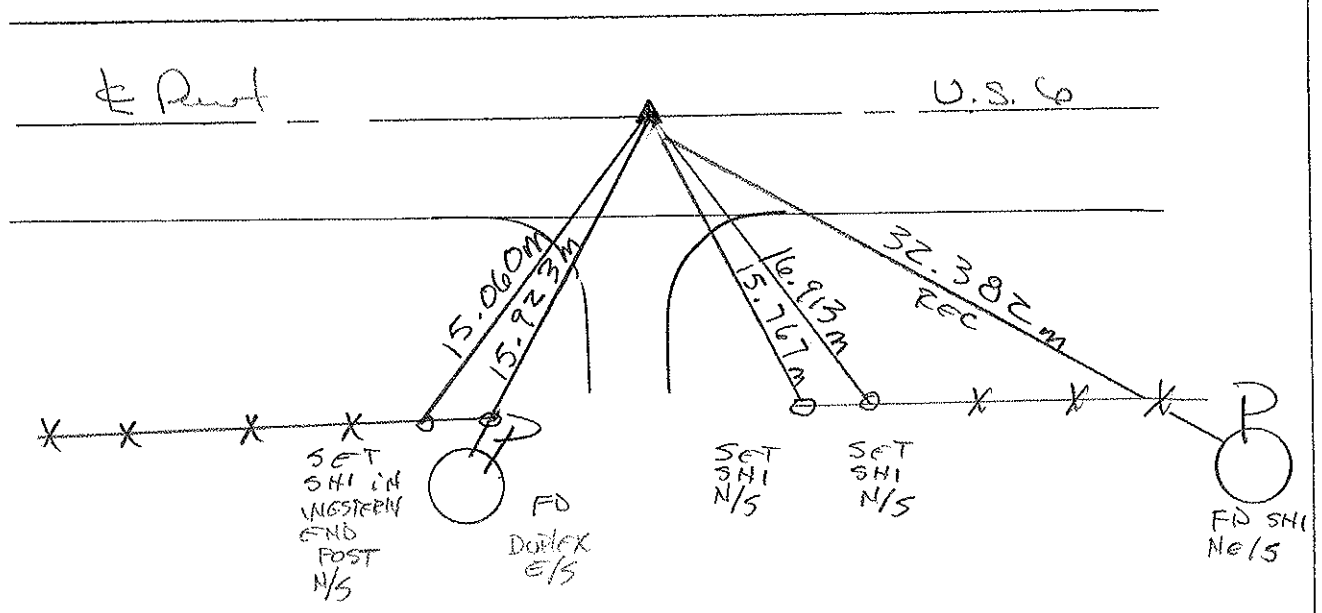 ℄ Pvmt
U.S. 6
15.060m
15.923m
15.767m
16.913m
32.382m
REC
SET
SHI IN
WESTERN
END
POST
N/S
FD
DUPLEX
E/S
SET
SHI
N/S
SET
SHI
N/S
FD SHI
NE/S